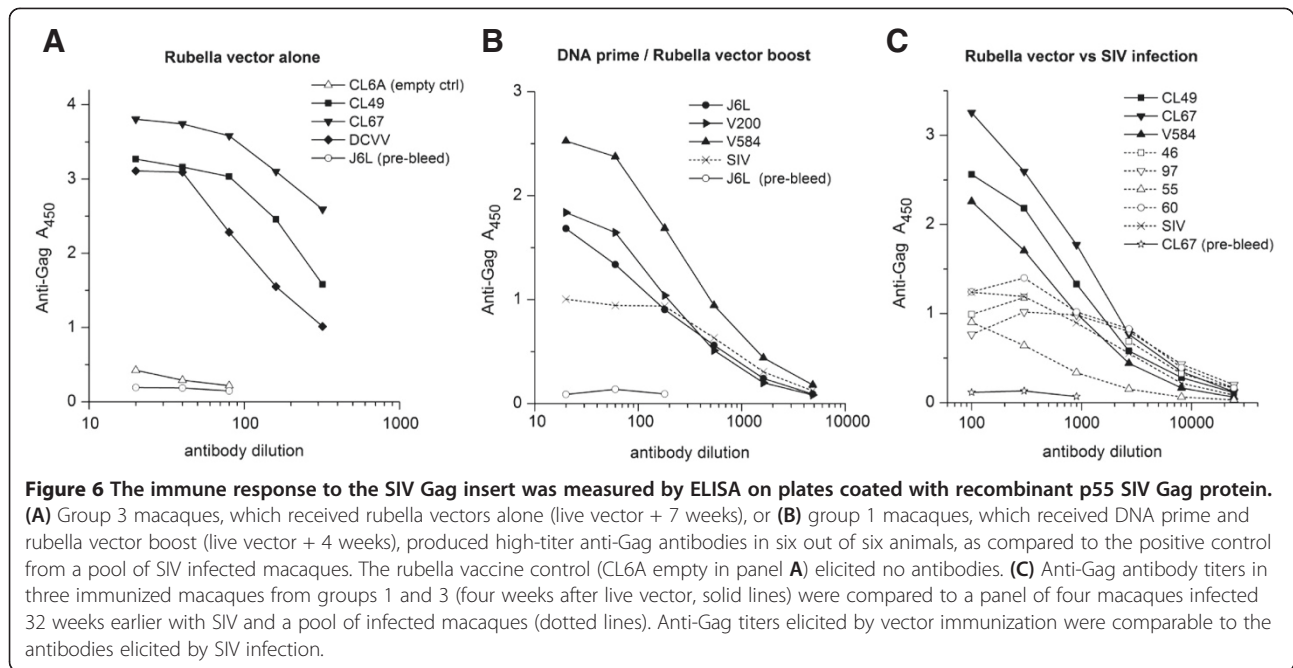 A
Rubella vector alone
CL6A (empty ctrl)
CL49
CL67
DCVV
J6L (pre-bleed)
Anti-Gag A450
4
3
2
1
0
10
100
1000
antibody dilution
B
DNA prime / Rubella vector boost
J6L
V200
V584
SIV
J6L (pre-bleed)
Anti-Gag A450
3
2
1
0
10
100
1000
10000
antibody dilution
C
Rubella vector vs SIV infection
CL49
CL67
V584
46
97
55
60
SIV
CL67 (pre-bleed)
Anti-Gag A450
3
2
1
0
100
1000
10000
antibody dilution
Figure 6 The immune response to the SIV Gag insert was measured by ELISA on plates coated with recombinant p55 SIV Gag protein.
(A) Group 3 macaques, which received rubella vectors alone (live vector + 7 weeks), or (B) group 1 macaques, which received DNA prime and
rubella vector boost (live vector + 4 weeks), produced high-titer anti-Gag antibodies in six out of six animals, as compared to the positive control
from a pool of SIV infected macaques. The rubella vaccine control (CL6A empty in panel A) elicited no antibodies. (C) Anti-Gag antibody titers in
three immunized macaques from groups 1 and 3 (four weeks after live vector, solid lines) were compared to a panel of four macaques infected
32 weeks earlier with SIV and a pool of infected macaques (dotted lines). Anti-Gag titers elicited by vector immunization were comparable to the
antibodies elicited by SIV infection.